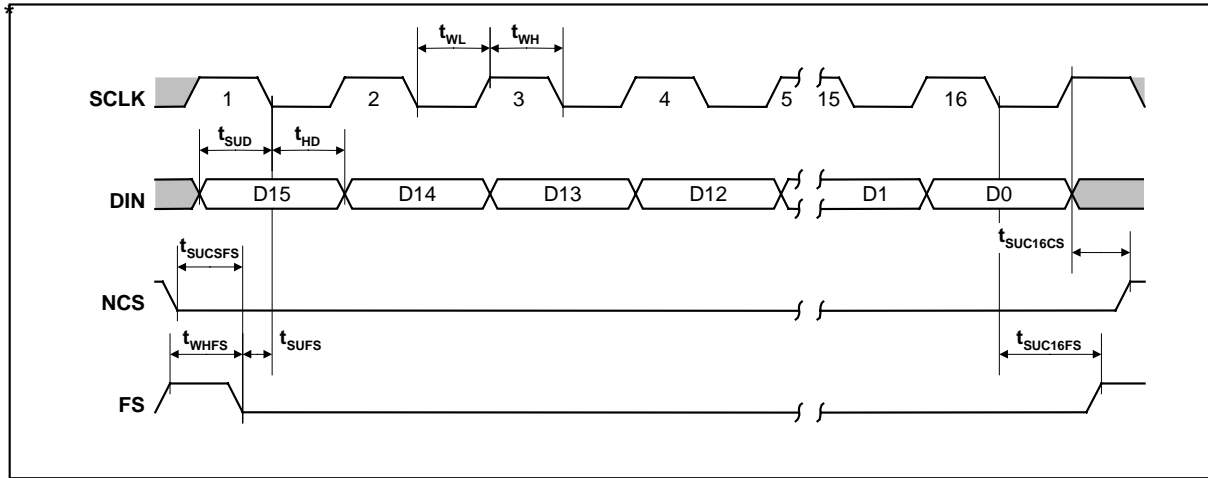 *
tWL tWH
SCLK 1 2 3 4 5 15 16
tSUD tHD
DIN D15 D14 D13 D12 D1 D0
tSUCSFS tSUC16CS
NCS
tWHFS tSUFS tSUC16FS
FS